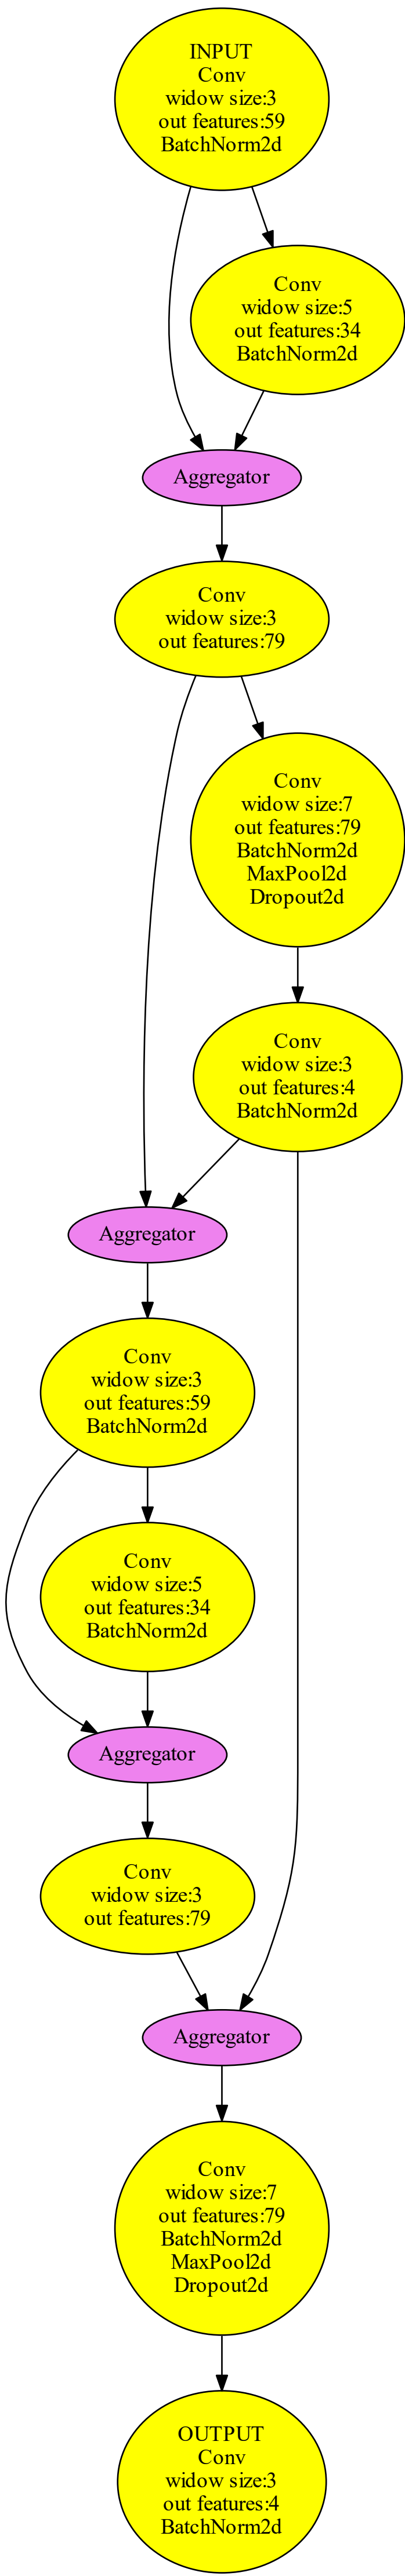 INPUT
Conv
widow size:3
out features:59
BatchNorm2d
Conv
widow size:5
out features:34
BatchNorm2d
Aggregator
Conv
widow size:3
out features:79
Conv
widow size:7
out features:79
BatchNorm2d
MaxPool2d
Dropout2d
Conv
widow size:3
out features:4
BatchNorm2d
Aggregator
Conv
widow size:3
out features:59
BatchNorm2d
Conv
widow size:5
out features:34
BatchNorm2d
Aggregator
Conv
widow size:3
out features:79
Aggregator
Conv
widow size:7
out features:79
BatchNorm2d
MaxPool2d
Dropout2d
OUTPUT
Conv
widow size:3
out features:4
BatchNorm2d